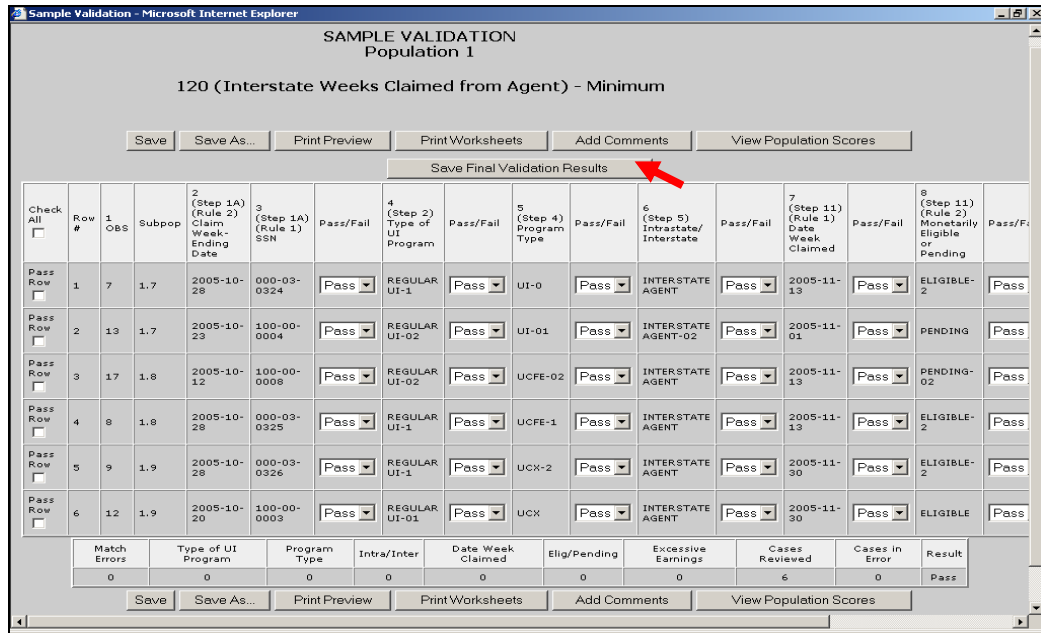 Sample Validation - Microsoft Internet Explorer
SAMPLE VALIDATION
Population 1
120 (Interstate Weeks Claimed from Agent) - Minimum
Save Save As... Print Preview Print Worksheets Add Comments View Population Scores
Save Final Validation Results
Check All Row # 1 OBS Subpop 2 (Step 1A) (Rule 2) Claim Week-Ending Date 3 (Step 1A) (Rule 1) SSN Pass/Fail 4 (Step 2) Type of UI Program Pass/Fail 5 (Step 4) Program Type Pass/Fail 6 (Step 5) Intrastate/Interstate Pass/Fail 7 (Step 11) (Rule 1) Date Week Claimed Pass/Fail 8 (Step 11) (Rule 2) Monetarily Eligible or Pending Pass/Fa
Pass Row 1 7 1.7 2005-10-28 000-03-0324 Pass REGULAR UI-1 Pass UI-0 Pass INTERSTATE AGENT Pass 2005-11-13 Pass ELIGIBLE-2 Pass
Pass Row 2 13 1.7 2005-10-23 100-00-0004 Pass REGULAR UI-02 Pass UI-01 Pass INTERSTATE AGENT-02 Pass 2005-11-01 Pass PENDING Pass
Pass Row 3 17 1.8 2005-10-12 100-00-0008 Pass REGULAR UI-02 Pass UCFE-02 Pass INTERSTATE AGENT Pass 2005-11-13 Pass PENDING-02 Pass
Pass Row 4 8 1.8 2005-10-28 000-03-0325 Pass REGULAR UI-1 Pass UCFE-1 Pass INTERSTATE AGENT Pass 2005-11-13 Pass ELIGIBLE-2 Pass
Pass Row 5 9 1.9 2005-10-28 000-03-0326 Pass REGULAR UI-1 Pass UCX-2 Pass INTERSTATE AGENT Pass 2005-11-30 Pass ELIGIBLE-2 Pass
Pass Row 6 12 1.9 2005-10-20 100-00-0003 Pass REGULAR UI-01 Pass UCX Pass INTERSTATE AGENT Pass 2005-11-30 Pass ELIGIBLE Pass
Match Errors Type of UI Program Program Type Intra/Inter Date Week Claimed Elig/Pending Excessive Earnings Cases Reviewed Cases in Error Result
0 0 0 0 0 0 0 6 0 Pass
Save Save As... Print Preview Print Worksheets Add Comments View Population Scores